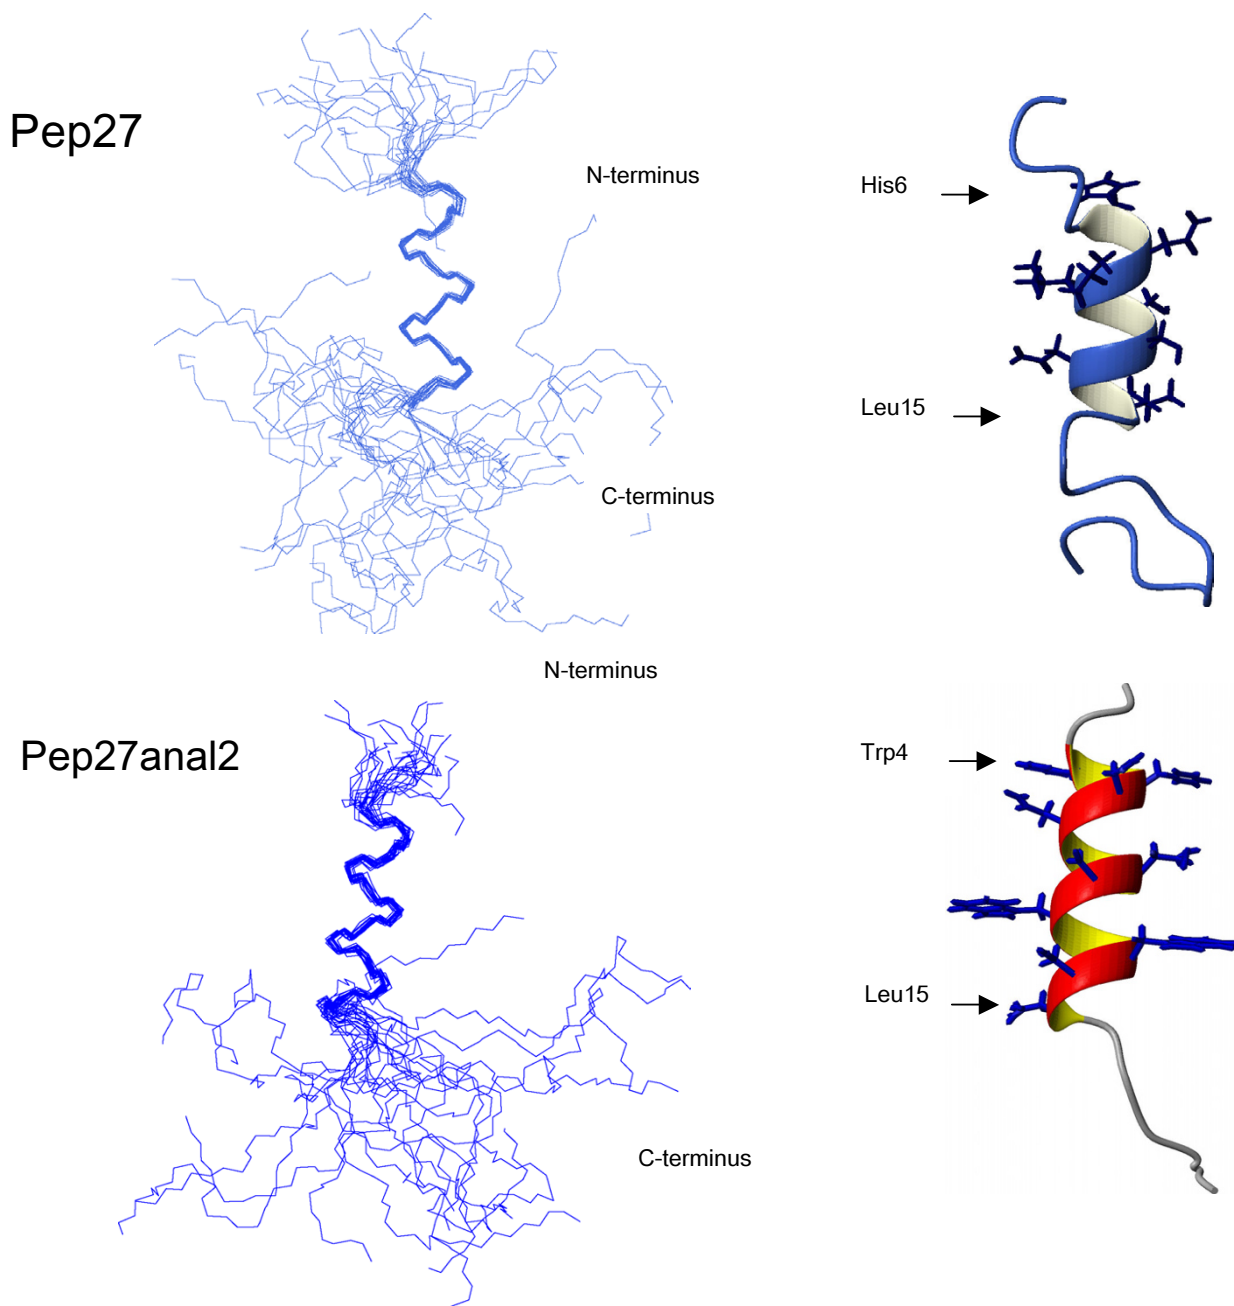 Pep27
N-terminus
His6
Leu15
C-terminus
N-terminus
Pep27anal2
Trp4
Leu15
C-terminus